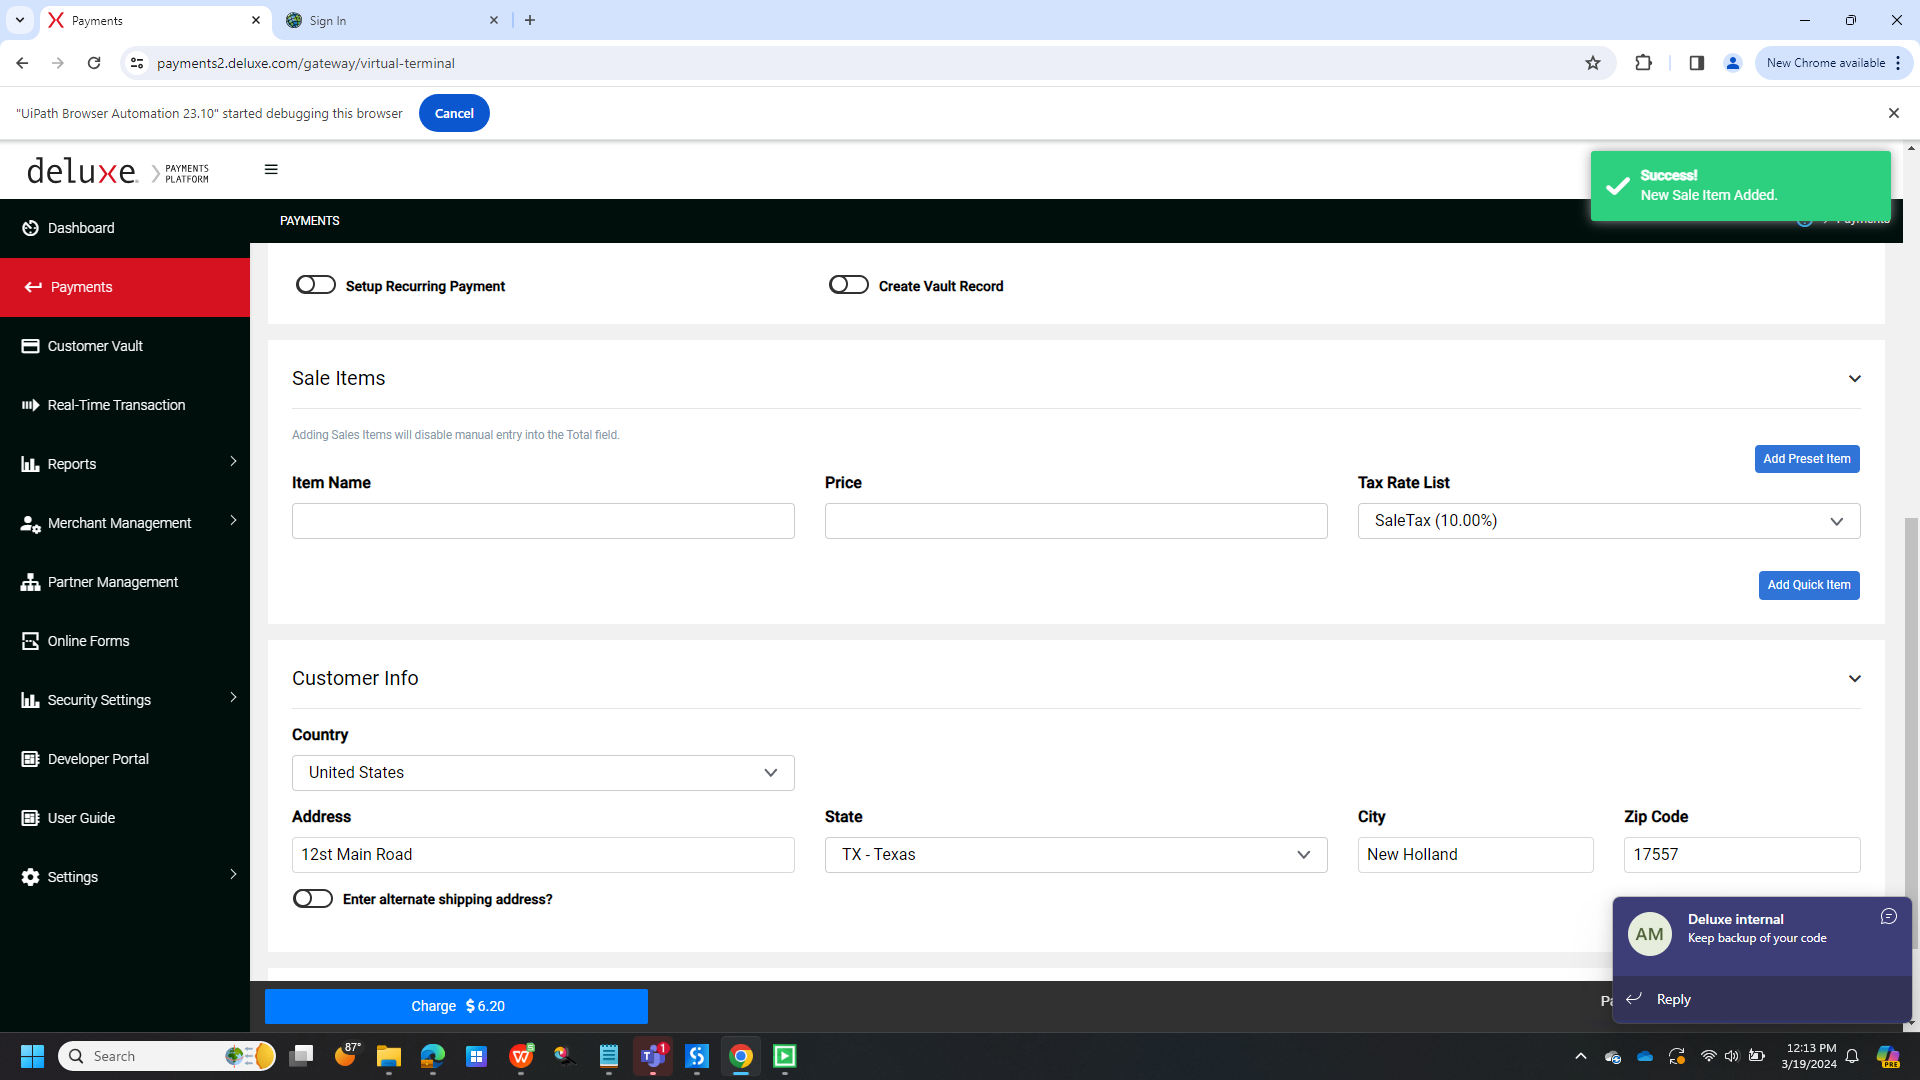 Payments
Sign In
payments2.deluxe.com/gateway/virtual-terminal
New Chrome available
"UiPath Browser Automation 23.10" started debugging this browser
Cancel
deluxe.
PAYMENTS
PLATFORM
Success!
New Sale Item Added.
PAYMENTS
Payments
Dashboard
Payments
Customer Vault
Real-Time Transaction
Reports
Merchant Management
Partner Management
Online Forms
Security Settings
Developer Portal
User Guide
Settings
Setup Recurring Payment
Create Vault Record
Sale Items
Adding Sales Items will disable manual entry into the Total field.
Add Preset Item
Item Name
Price
Tax Rate List
SaleTax (10.00%)
Add Quick Item
Customer Info
Country
United States
Address
State
City
Zip Code
12st Main Road
TX - Texas
New Holland
17557
Enter alternate shipping address?
Charge $ 6.20
AM
Deluxe internal
Keep backup of your code
Reply
Search
87°
1
12:13 PM
3/19/2024
PRE